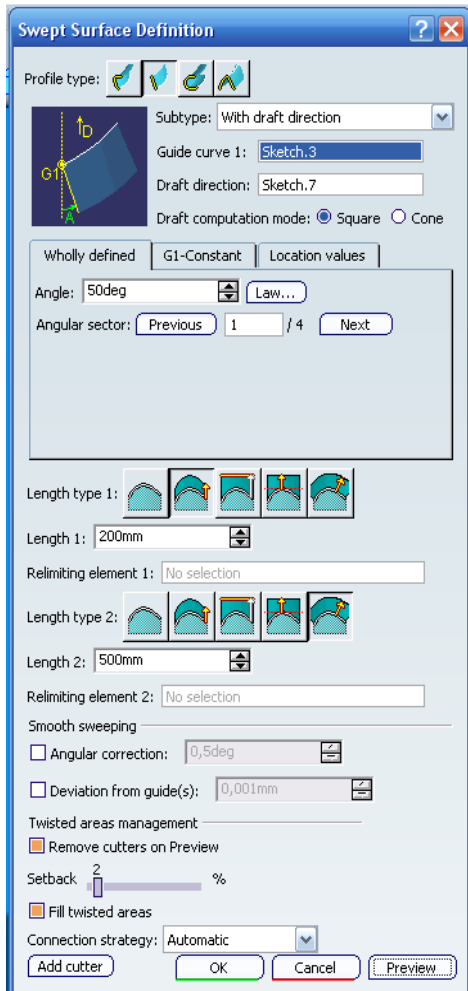 Swept Surface Definition
Profile type:
Subtype: With draft direction
Guide curve 1: Sketch.3
Draft direction: Sketch.7
Draft computation mode: Square Cone
D
G1
A
Wholly defined G1-Constant Location values
Angle: 50deg Law...
Angular sector: Previous 1 / 4 Next
Length type 1:
Length 1: 200mm
Relimiting element 1: No selection
Length type 2:
Length 2: 500mm
Relimiting element 2: No selection
Smooth sweeping
Angular correction: 0,5deg
Deviation from guide(s): 0,001mm
Twisted areas management
Remove cutters on Preview
Setback 2 %
Fill twisted areas
Connection strategy: Automatic
Add cutter OK Cancel Preview